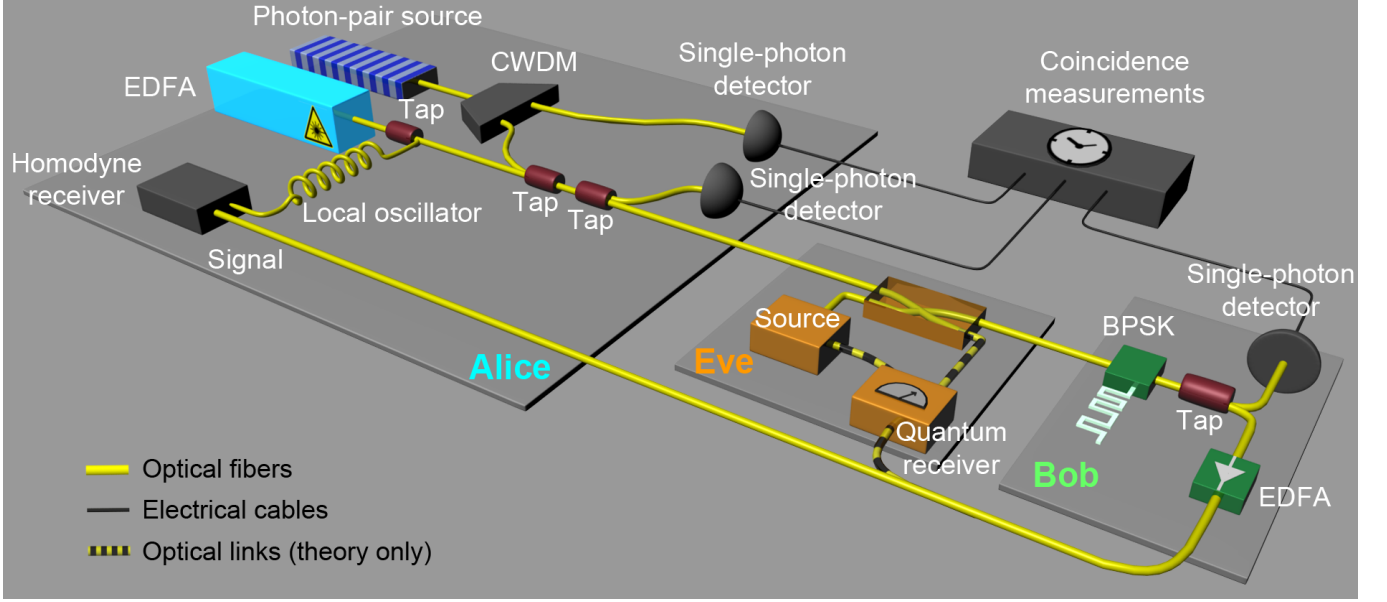 Photon-pair source
EDFA
Tap
CWDM
Single-photon
detector
Coincidence
measurements
Homodyne
receiver
Local oscillator
Signal
Tap
Tap
Single-photon
detector
Single-photon
detector
Source
BPSK
Alice
Eve
Tap
Quantum
receiver
Bob
EDFA
Optical fibers
Electrical cables
Optical links (theory only)